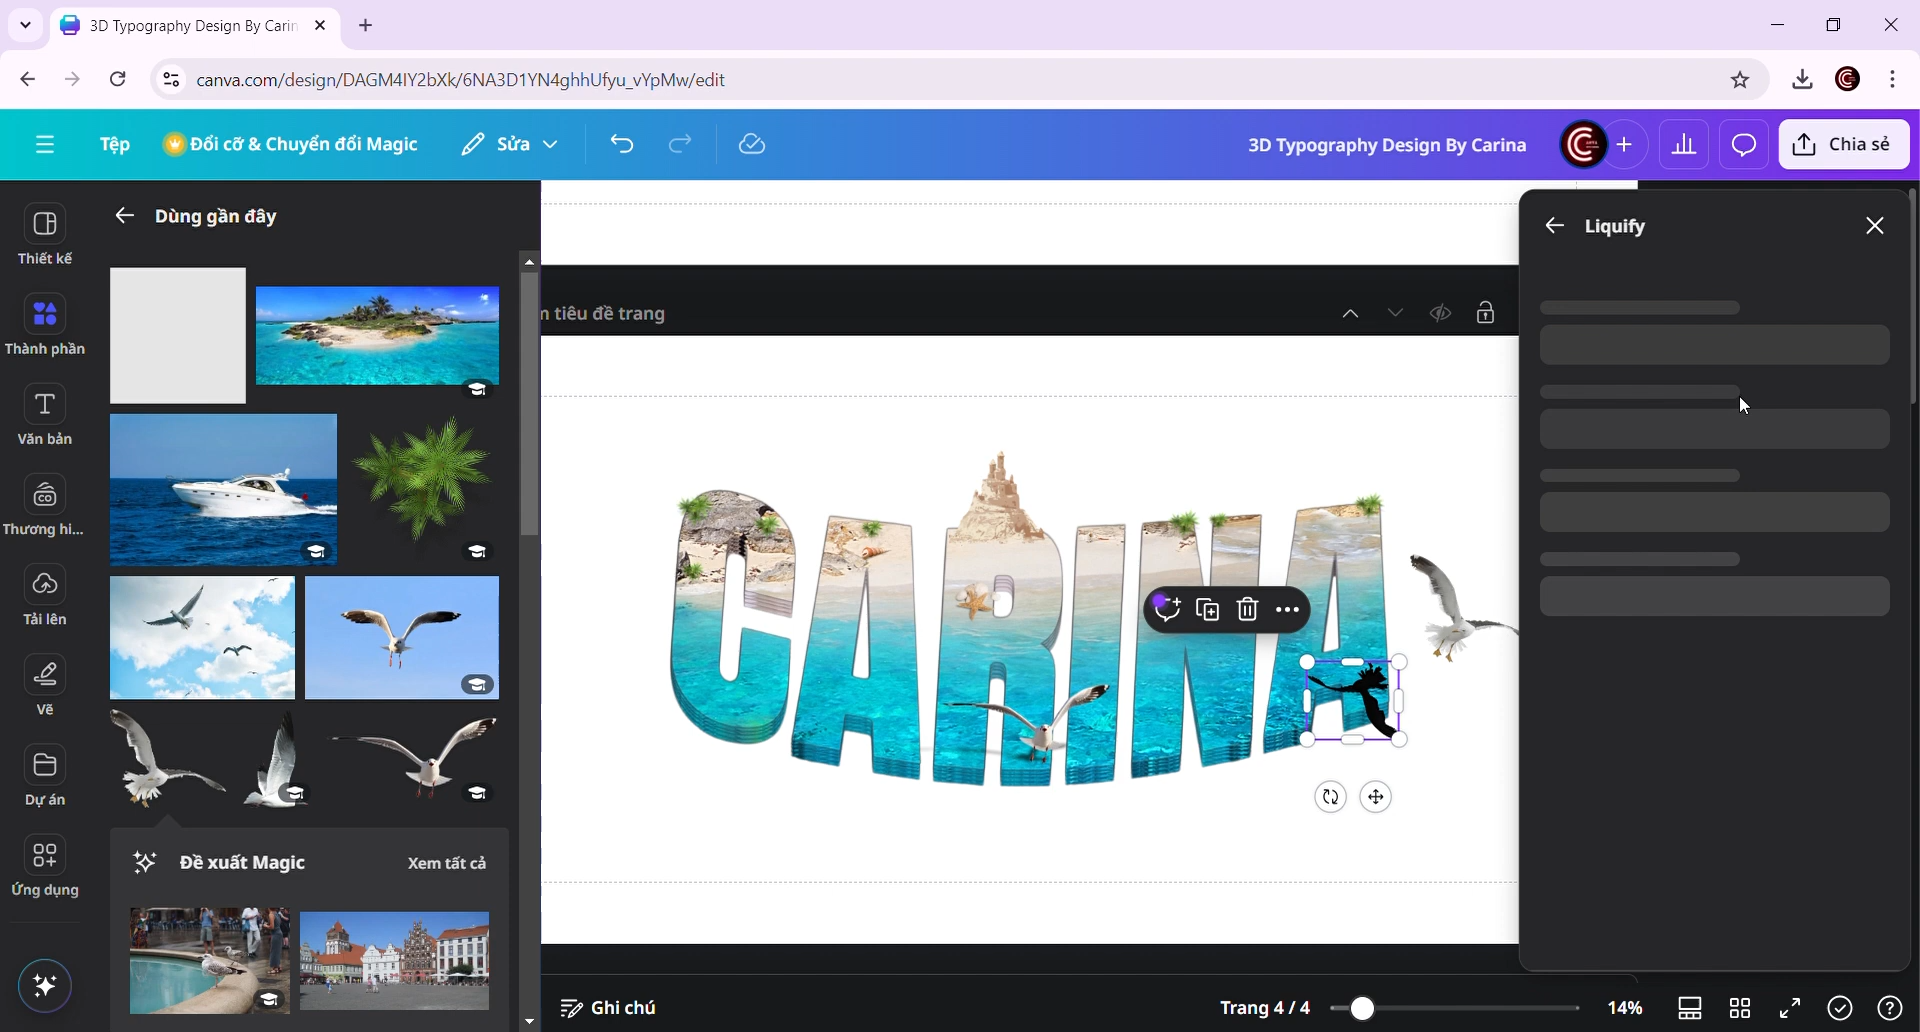 3D Typography Design By Carin
canva.com/design/DAGM4IY2bXk/6NA3D1YN4ghhUfyu_vYpMw/edit
Tệp
Đổi cỡ & Chuyển đổi Magic
Sửa
3D Typography Design By Carina
Chia sẻ
Thiết kế
Thành phần
Văn bản
Thương hi...
Tải lên
Vẽ
Dự án
Ứng dụng
Dùng gần đây
Đề xuất Magic
Xem tất cả
tiêu đề trang
CARINA
Liquify
Ghi chú
Trang 4 / 4
14%